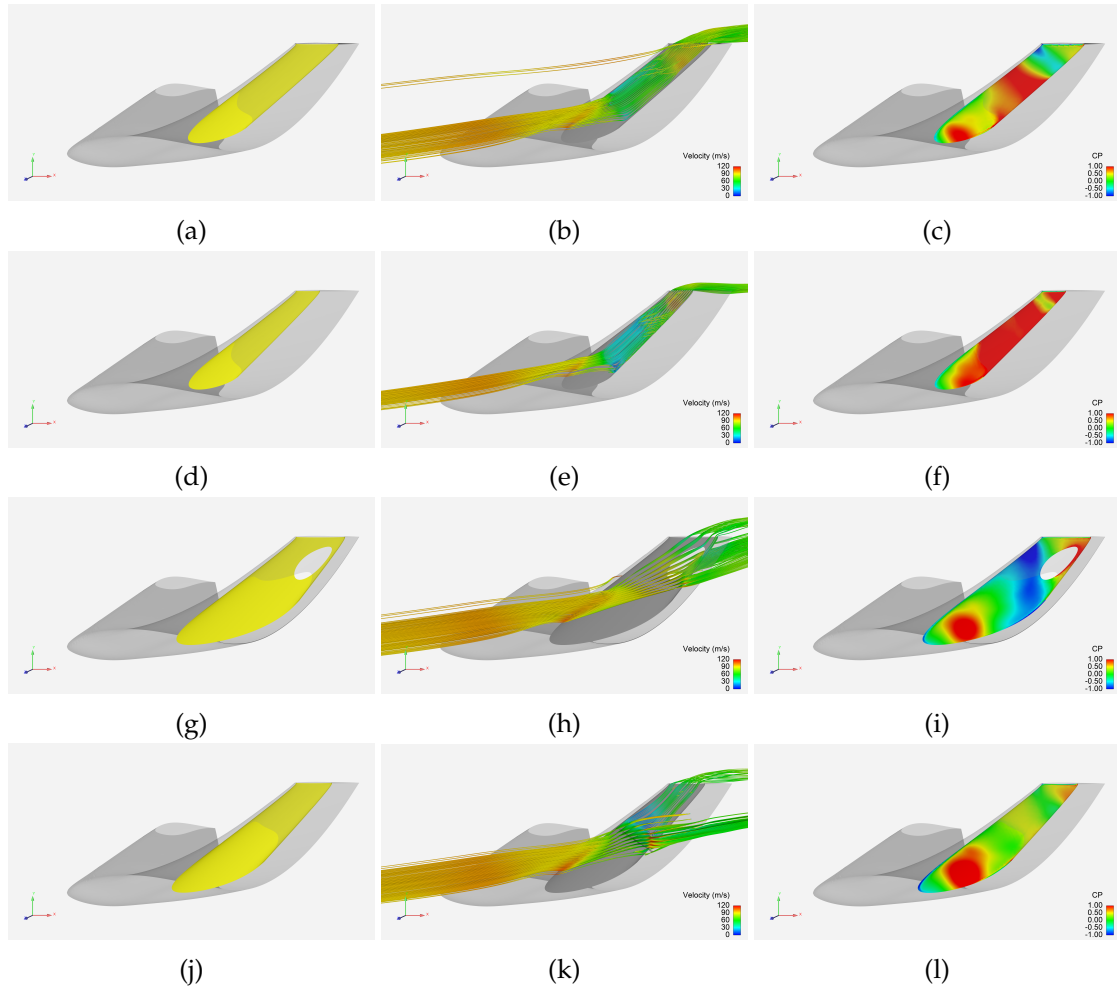 Y
X
Y
X
Velocity (m/s)
120
90
60
30
0
Y
X
CP
1.00
0.50
0.00
-0.50
-1.00
(a)
(b)
(c)
Y
X
Y
X
Velocity (m/s)
120
90
60
30
0
Y
X
CP
1.00
0.50
0.00
-0.50
-1.00
(d)
(e)
(f)
Y
X
Y
X
Velocity (m/s)
120
90
60
30
0
Y
X
CP
1.00
0.50
0.00
-0.50
-1.00
(g)
(h)
(i)
Y
X
Y
X
Velocity (m/s)
120
90
60
30
0
Y
X
CP
1.00
0.50
0.00
-0.50
-1.00
(j)
(k)
(l)